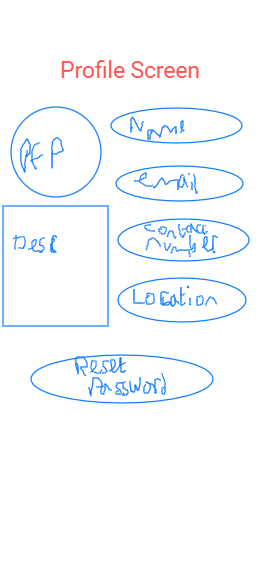 Profile Screen
PFP
Name
email
Desc
Contact
number
Location
Reset
Password